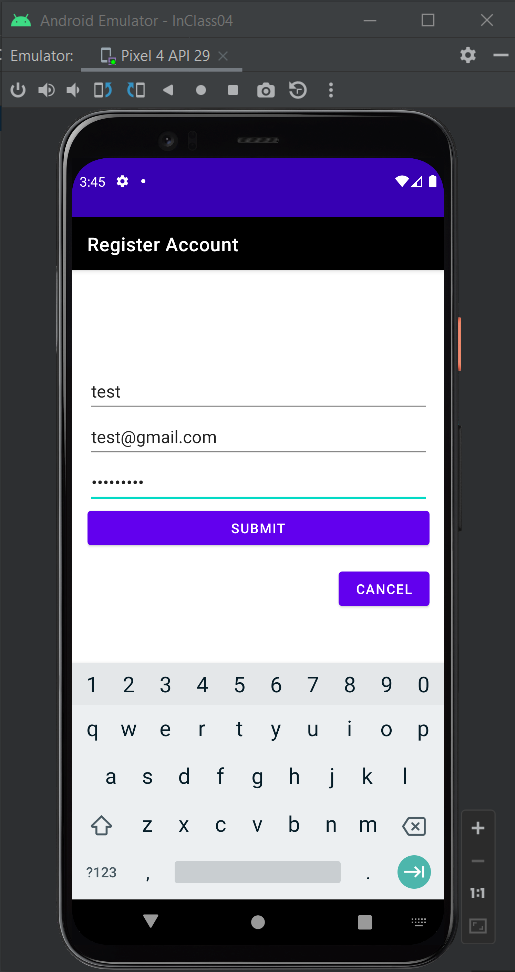 Android Emulator - InClass04
Emulator: Pixel 4 API 29
3:45
Register Account
test
test@gmail.com
•••••••••
SUBMIT
CANCEL
1 2 3 4 5 6 7 8 9 0
q w e r t y u i o p
a s d f g h j k l
z x c v b n m
?123 , .
1:1